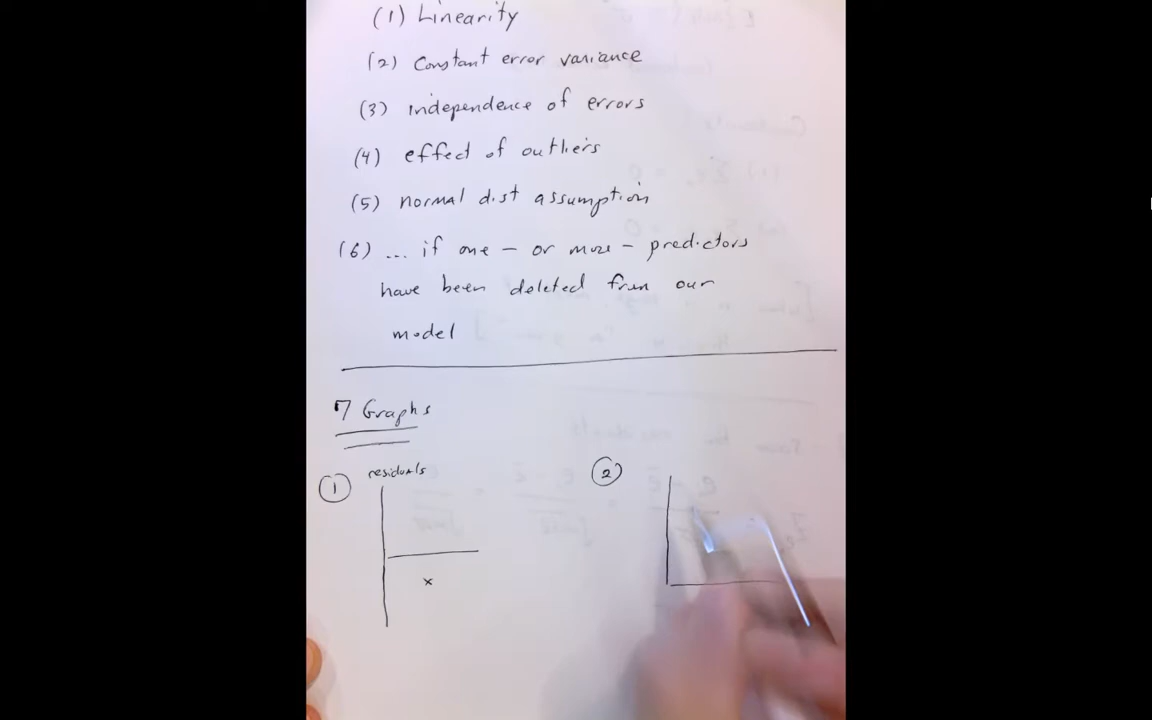 (1) Linearity
(2) Constant error variance
(3) independence of errors
(4) effect of outliers
(5) normal dist assumption
(6) ... if one - or more - predictors
have been deleted from our
model
7 Graphs
1 residuals
2
x